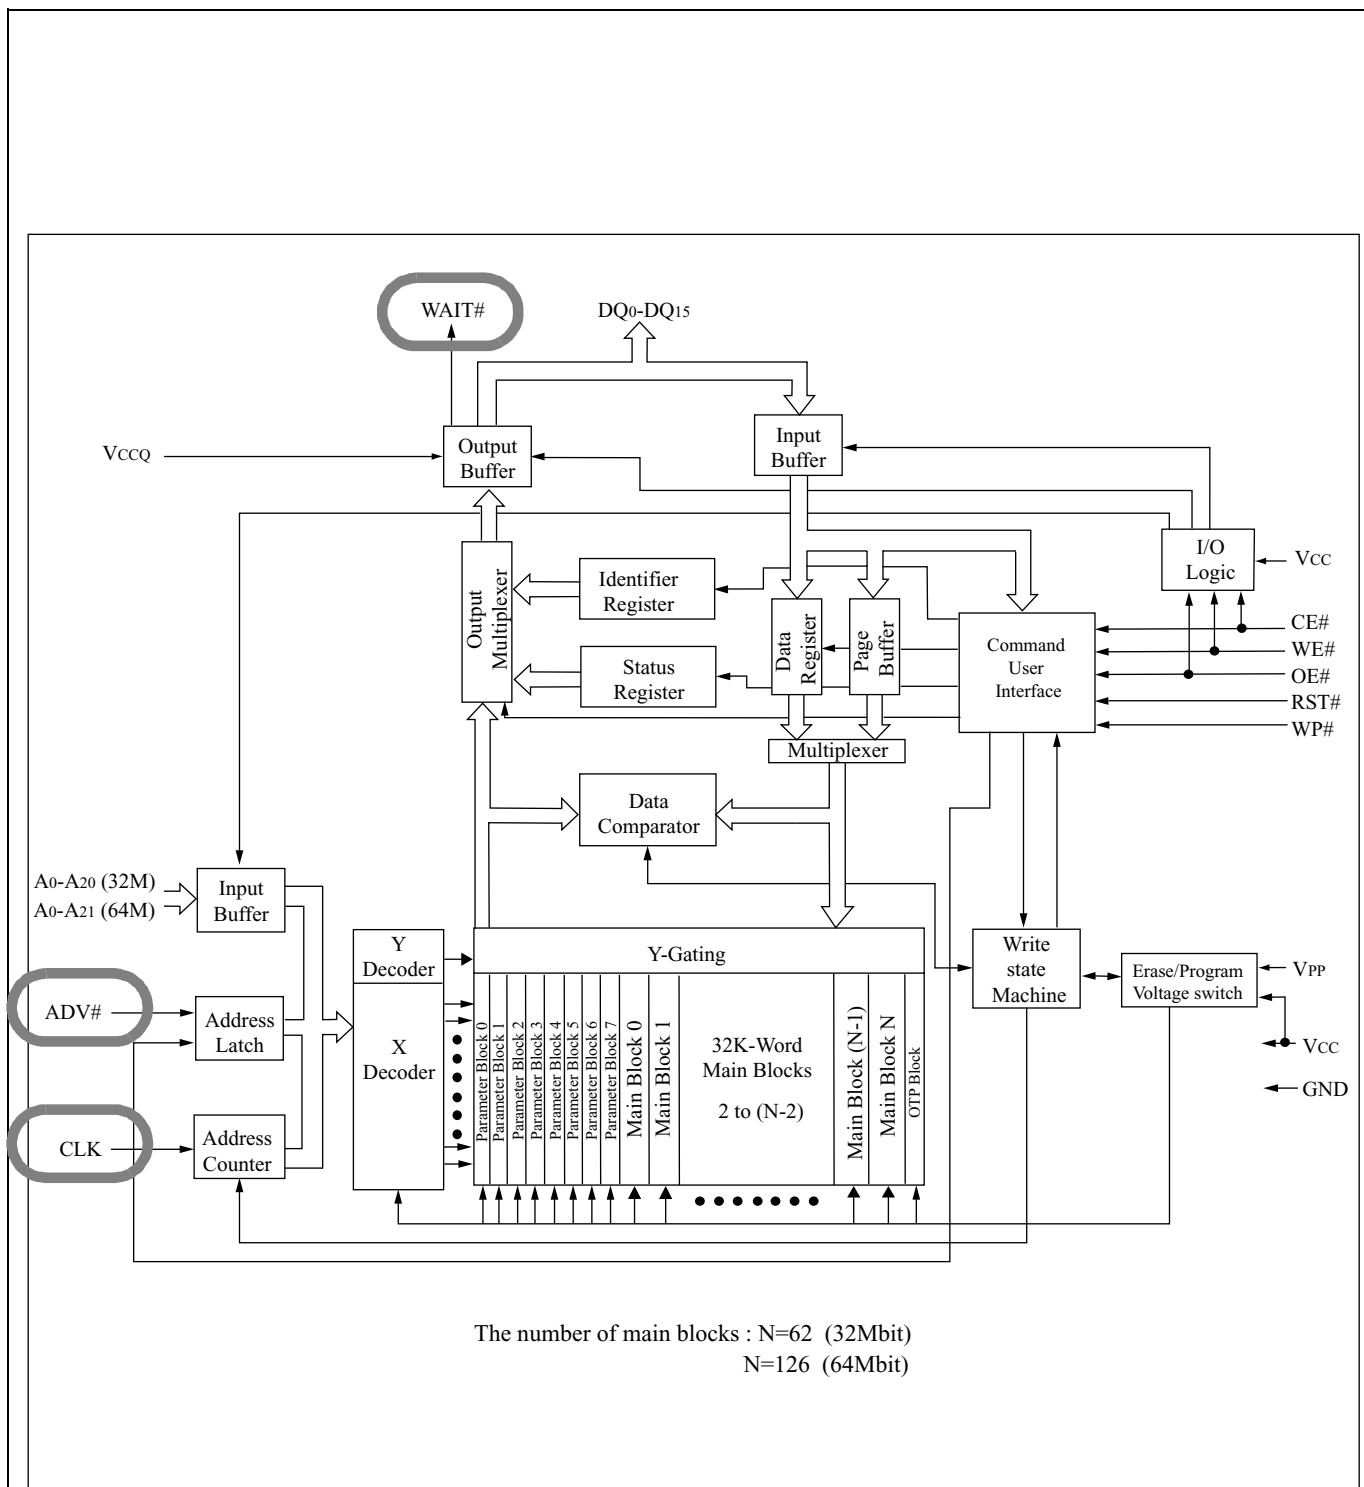 WAIT#
DQ0-DQ15
VCCQ
Output
Buffer
Input
Buffer
I/O
Logic
VCC
Output
Multiplexer
Identifier
Register
Status
Register
Data
Register
Page
Buffer
Command
User
Interface
CE#
WE#
OE#
RST#
WP#
Multiplexer
Data
Comparator
A0-A20 (32M)
A0-A21 (64M)
Input
Buffer
Y
Decoder
Y-Gating
Write
state
Machine
Erase/Program
Voltage switch
VPP
VCC
GND
ADV#
Address
Latch
CLK
Address
Counter
X
Decoder
Parameter Block 0
Parameter Block 1
Parameter Block 2
Parameter Block 3
Parameter Block 4
Parameter Block 5
Parameter Block 6
Parameter Block 7
Main Block 0
Main Block 1
32K-Word
Main Blocks
2 to (N-2)
Main Block (N-1)
Main Block N
OTP Block
The number of main blocks : N=62 (32Mbit)
N=126 (64Mbit)